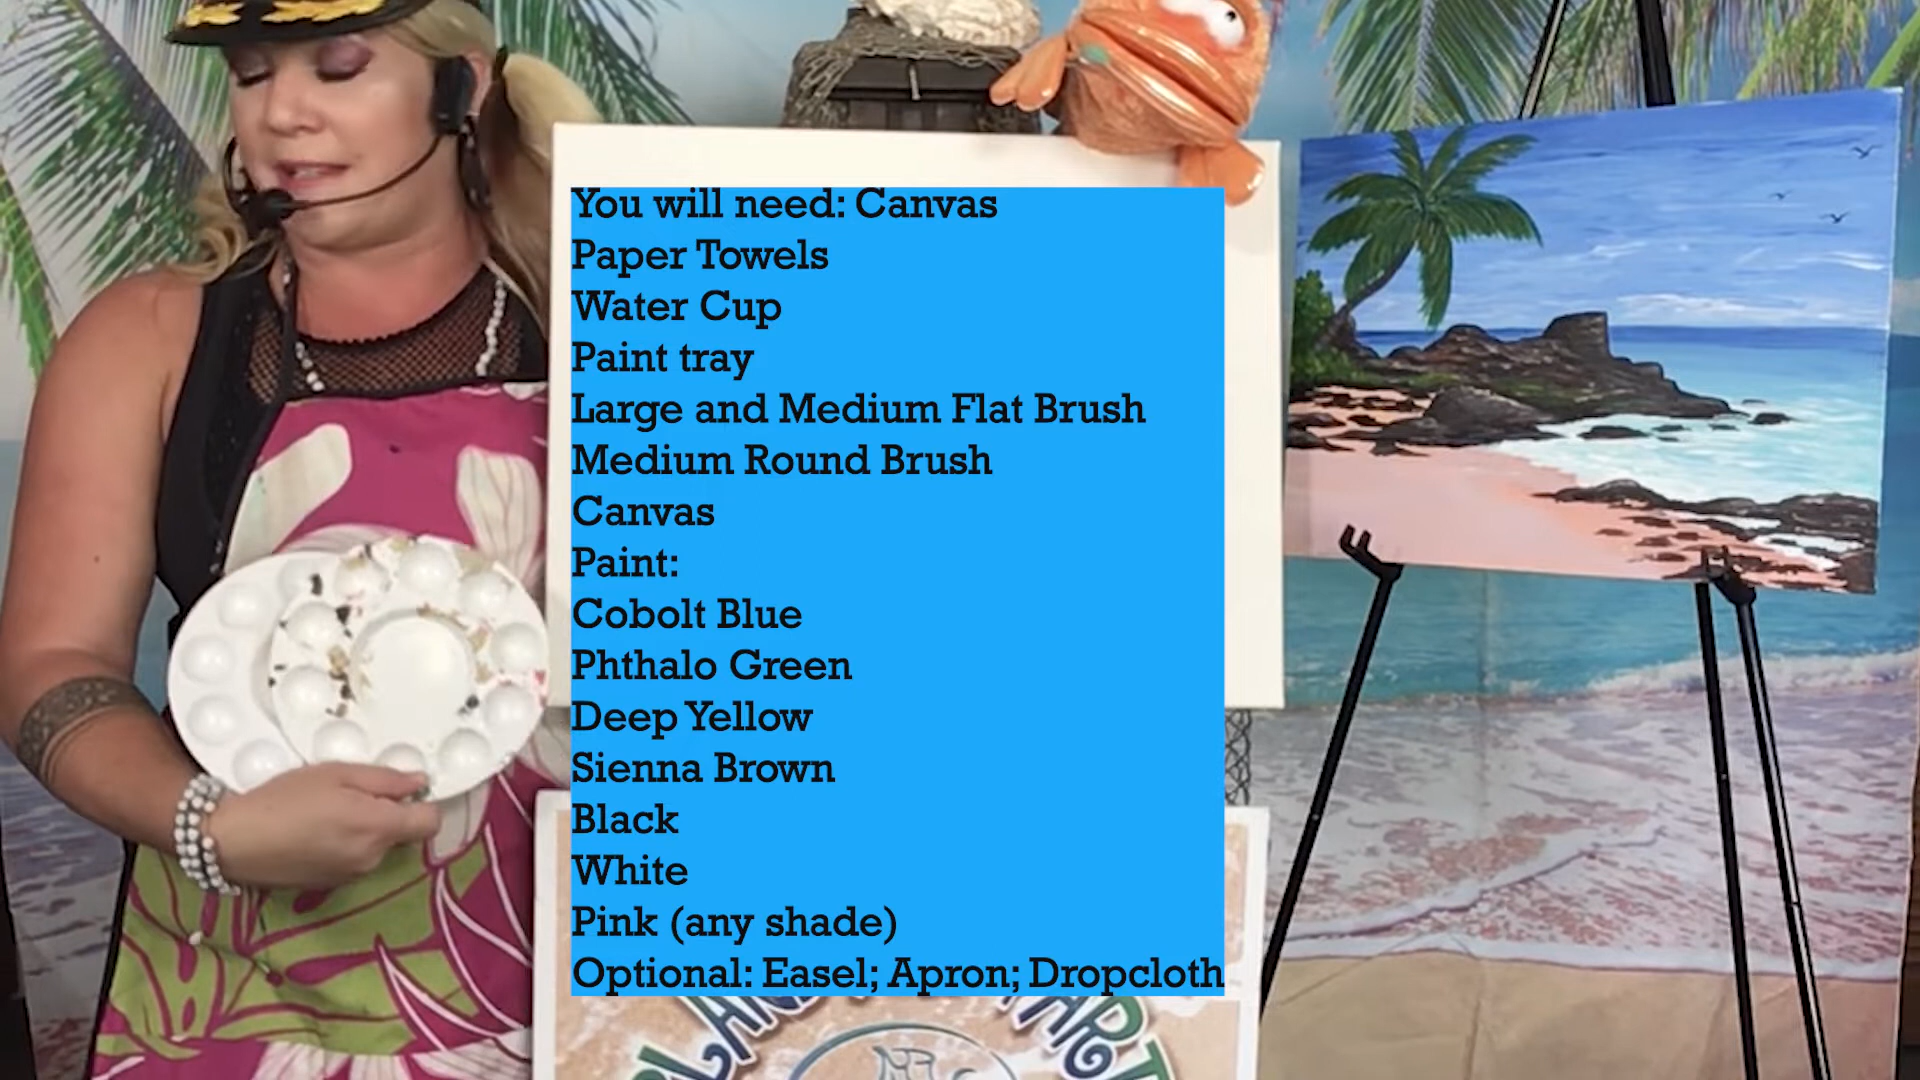 You will need: Canvas
Paper Towels
Water Cup
Paint tray
Large and Medium Flat Brush
Medium Round Brush
Canvas
Paint:
Cobolt Blue
Phthalo Green
Deep Yellow
Sienna Brown
Black
White
Pink (any shade)
Optional: Easel; Apron; Dropcloth